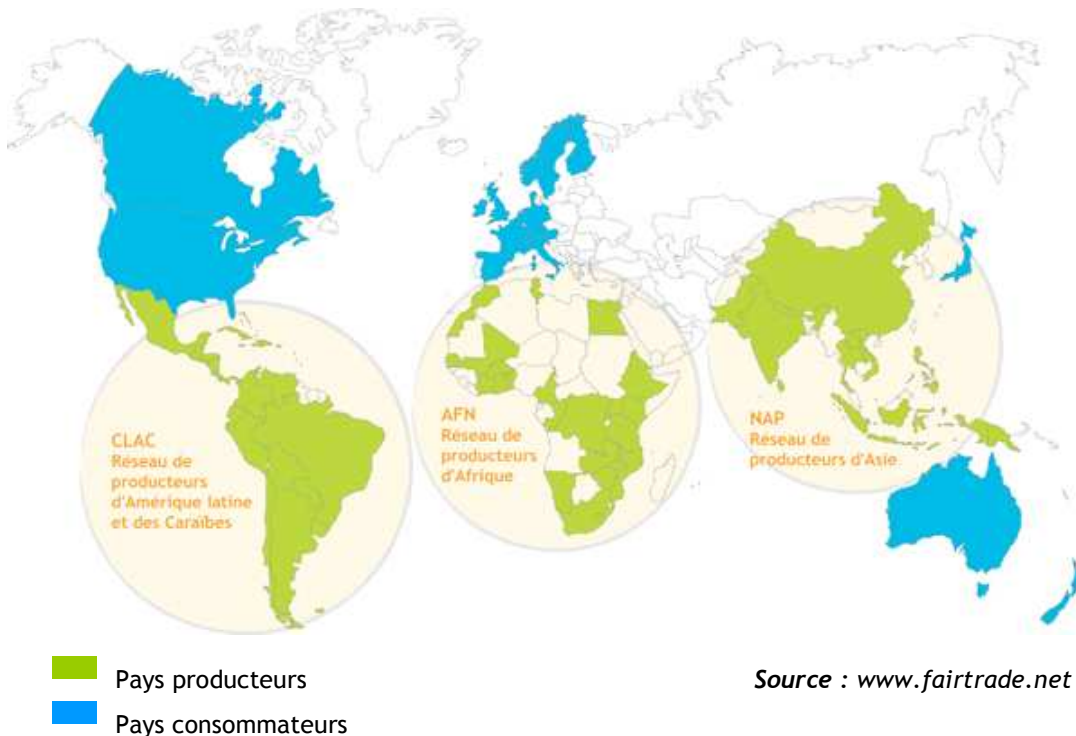 CLAC
Réseau de
producteurs
d'Amérique latine
et des Caraïbes
AFN
Réseau de
producteurs
d'Afrique
NAP
Réseau de
producteurs d'Asie
Pays producteurs
Source : www.fairtrade.net
Pays consommateurs